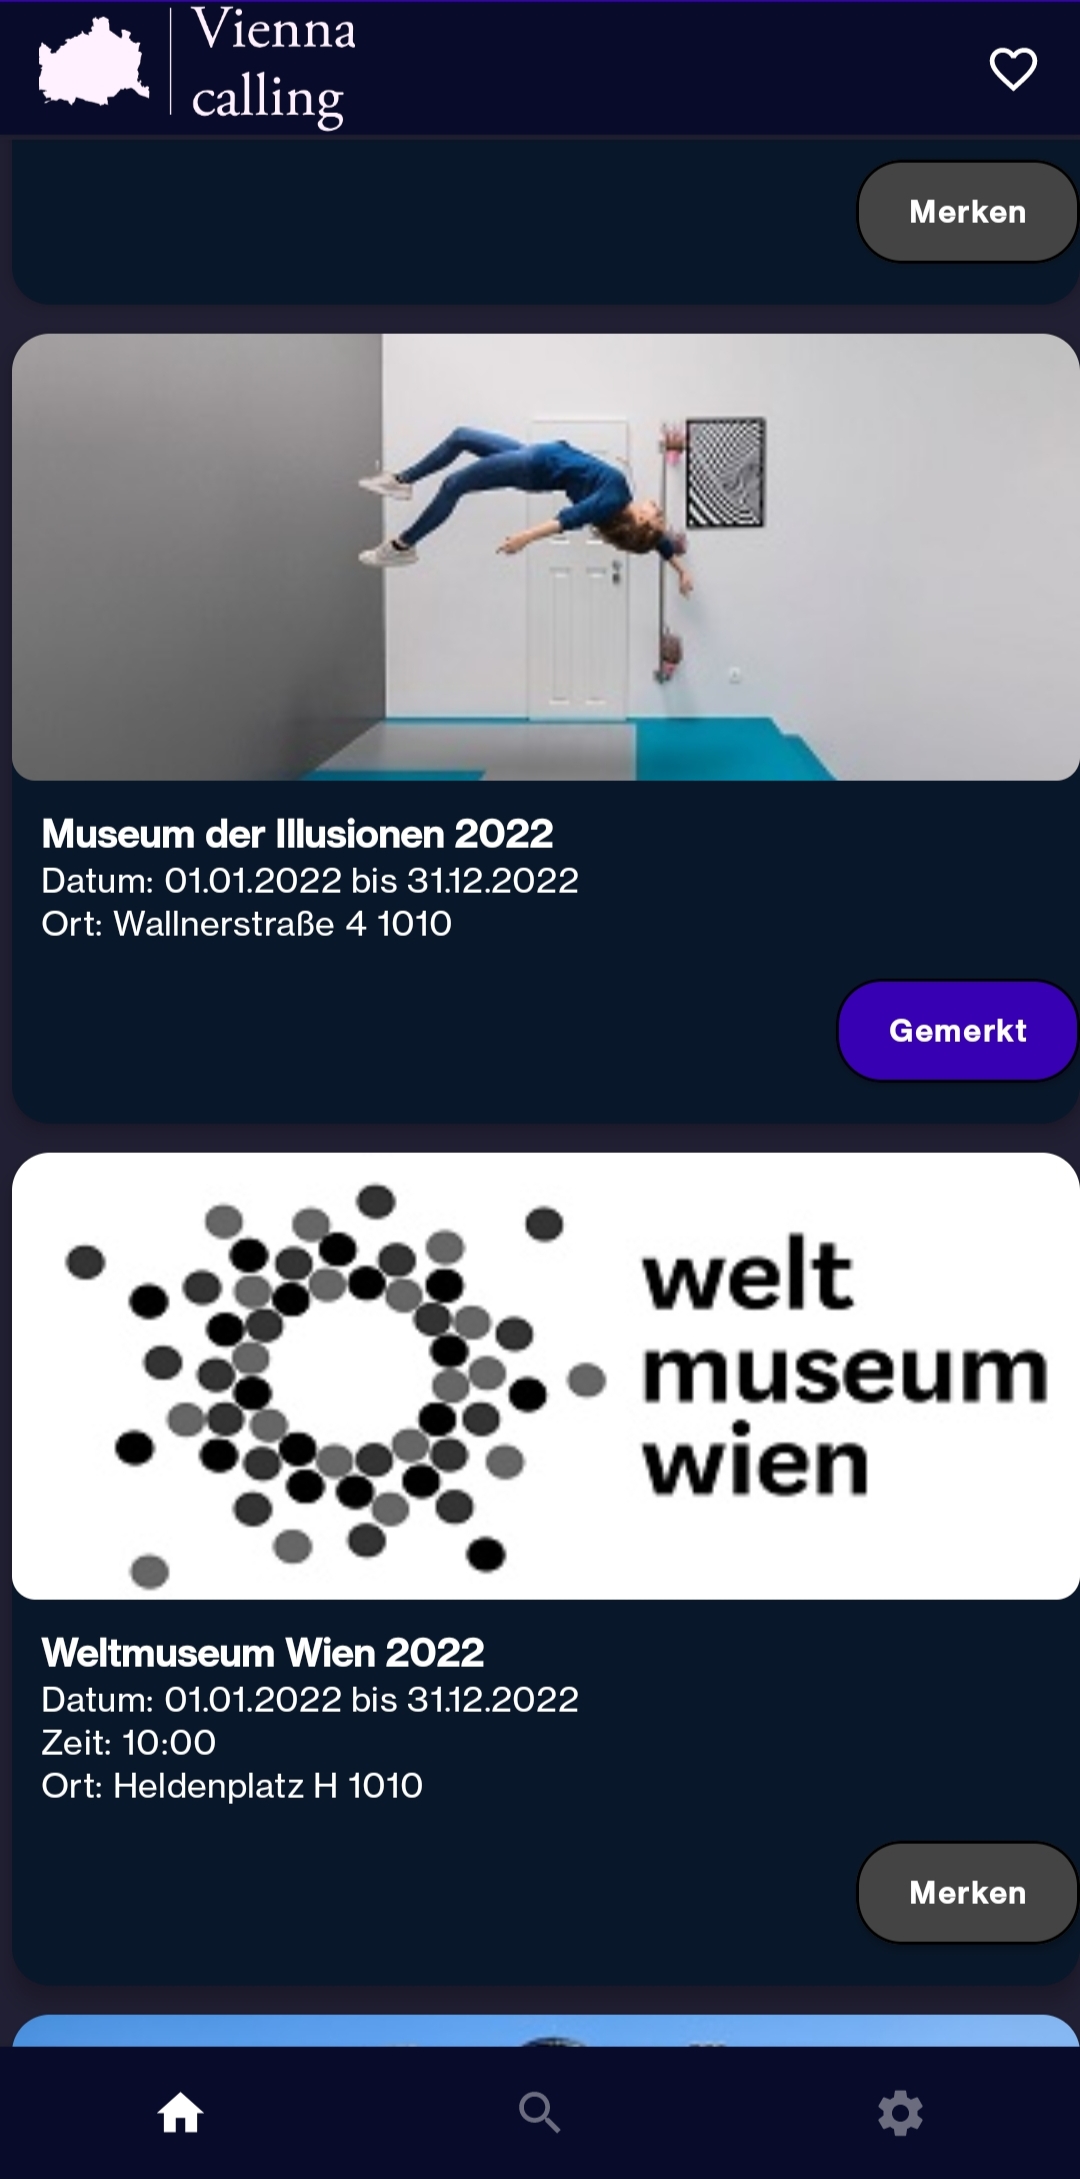 Vienna
calling
Merken
Museum der Illusionen 2022
Datum: 01.01.2022 bis 31.12.2022
Ort: Wallnerstraße 4 1010
Gemerkt
welt
museum
wien
Weltmuseum Wien 2022
Datum: 01.01.2022 bis 31.12.2022
Zeit: 10:00
Ort: Heldenplatz H 1010
Merken